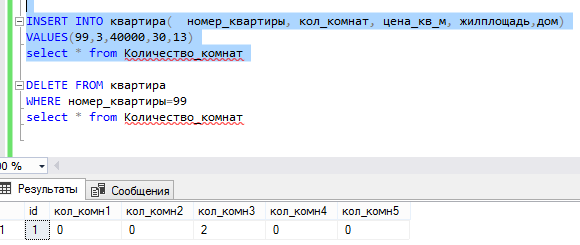 INSERT INTO квартира( номер_квартиры, кол_комнат, цена_кв_м, жилплощадь,дом)
VALUES(99,3,40000,30,13)
select * from Количество_комнат
DELETE FROM квартира
WHERE номер_квартиры=99
select * from Количество_комнат
00 %
Результаты Сообщения
id кол_комн1 кол_комн2 кол_комн3 кол_комн4 кол_комн5
1 1 0 0 2 0 0